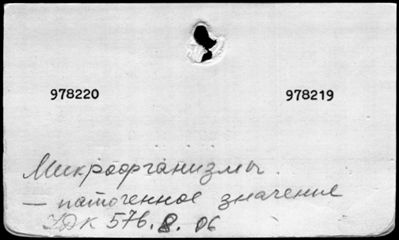 978220 978219
Микроорганизмы.
— патогенное значение
УДК 576.8.06